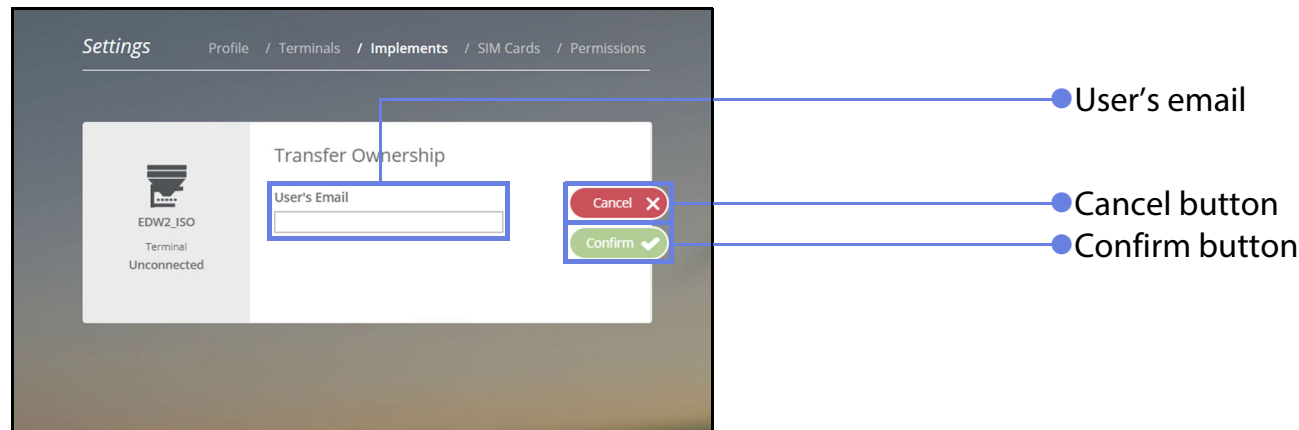 Settings Profile / Terminals / Implements / SIM Cards / Permissions
User’s email
Transfer Ownership
User's Email
Cancel
Cancel button
EDW2_ISO
Confirm
Confirm button
Terminal
Unconnected